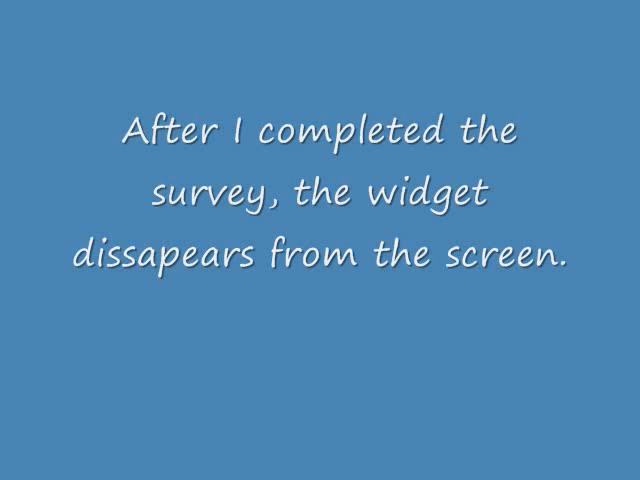 After I completed the
survey, the widget
dissapears from the screen.